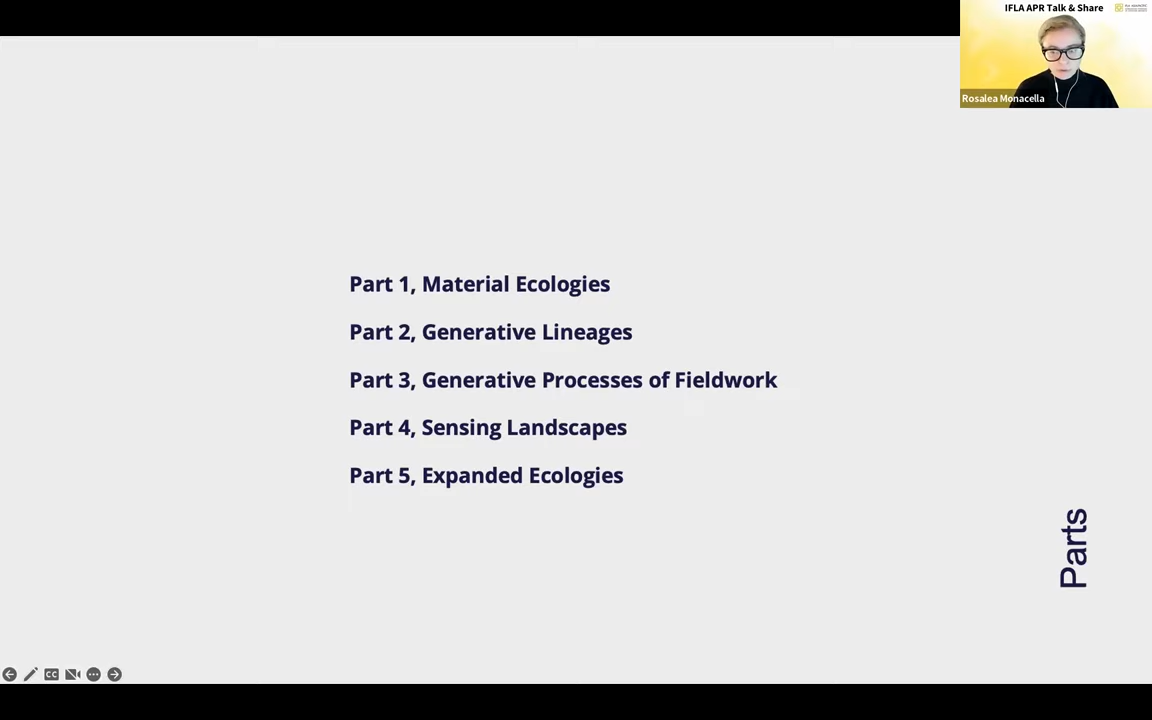 IFLA APR Talk & Share
Rosalea Monacella
Part 1, Material Ecologies
Part 2, Generative Lineages
Part 3, Generative Processes of Fieldwork
Part 4, Sensing Landscapes
Part 5, Expanded Ecologies
Parts
CC